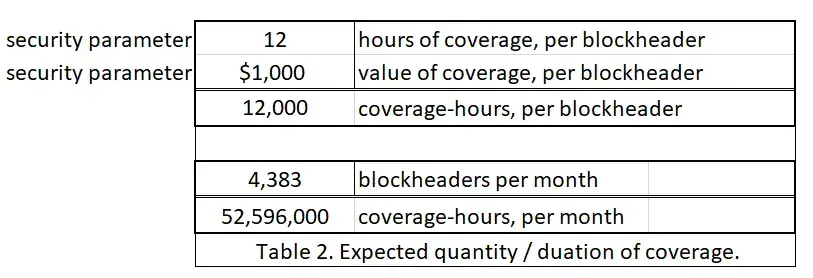 security parameter 12 hours of coverage, per blockheader
security parameter $1,000 value of coverage, per blockheader
12,000 coverage-hours, per blockheader
4,383 blockheaders per month
52,596,000 coverage-hours, per month
Table 2. Expected quantity / duation of coverage.